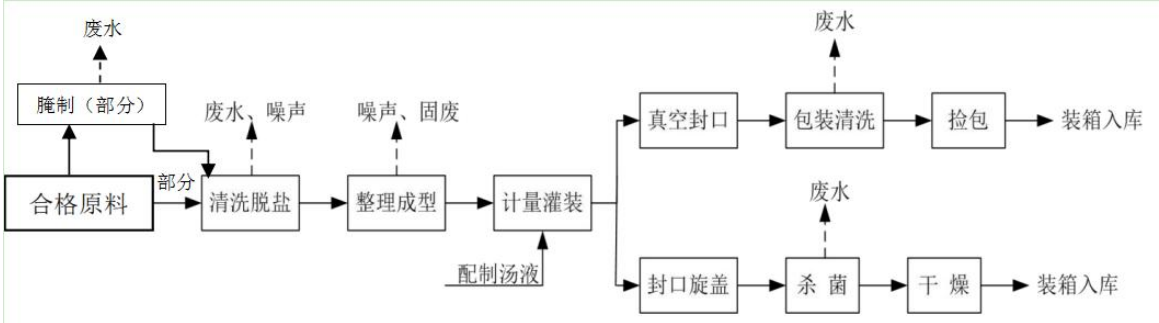 废水
腌制（部分）
合格原料
部分
废水、噪声
清洗脱盐
噪声、固废
整理成型
计量灌装
配制汤液
废水
真空封口
包装清洗
捡包
装箱入库
废水
封口旋盖
杀 菌
干 燥
装箱入库